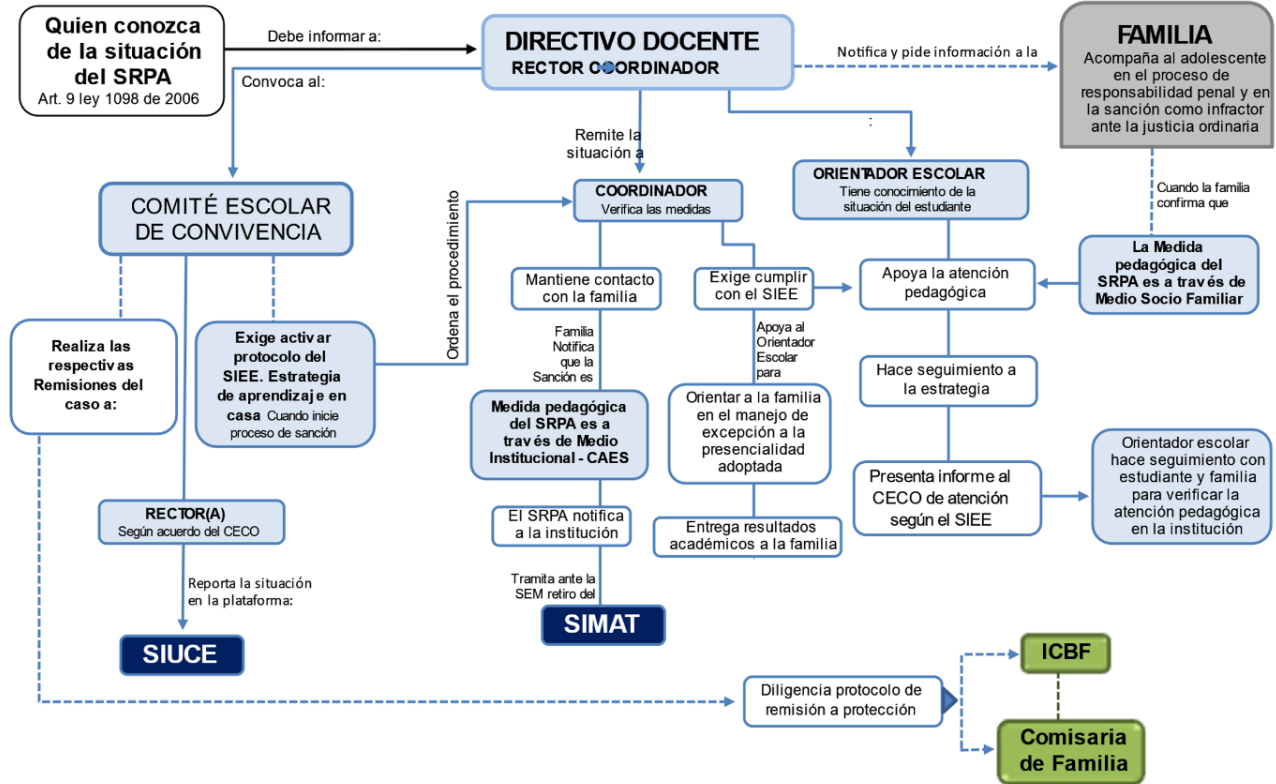 Quien conozca
de la situación
del SRPA
Art. 9 ley 1098 de 2006
Debe informar a:
DIRECTIVO DOCENTE
RECTOR COORDINADOR
Notifica y pide información a la
FAMILIA
Acompaña al adolescente
en el proceso de
responsabilidad penal y en
la sanción como infractor
ante la justicia ordinaria
Convoca al:
Remite la
situación a
:
COMITÉ ESCOLAR
DE CONVIVENCIA
Ordena el procedimiento
COORDINADOR
Verifica las medidas
ORIENTADOR ESCOLAR
Tiene conocimiento de la
situación del estudiante
Cuando la familia
confirma que
Mantiene contacto
con la familia
Exige cumplir
con el SIEE
Apoya la atención
pedagógica
La Medida
pedagógica del
SRPA es a través de
Medio Socio Familiar
Realiza las
respectivas
Remisiones del
caso a:
Exige activar
protocolo del
SIEE. Estrategia
de aprendizaje en
casa Cuando inicie
proceso de sanción
Familia
Notifica
que la
Sanción es
Apoya al
Orientador
Escolar
para
Hace seguimiento a
la estrategia
Medida pedagógica
del SRPA es a
través de Medio
Institucional - CAES
Orientar a la familia
en el manejo de
excepción a la
presencialidad
adoptada
Presenta informe al
CECO de atención
según el SIEE
Orientador escolar
hace seguimiento con
estudiante y familia
para verificar la
atención pedagógica
en la institución
RECTOR(A)
Según acuerdo del CECO
El SRPA notifica
a la institución
Entrega resultados
académicos a la familia
Reporta la situación
en la plataforma:
Tramita ante la
SEM retiro del
SIUCE
SIMAT
Diligencia protocolo de
remisión a protección
ICBF
Comisaria
de Familia